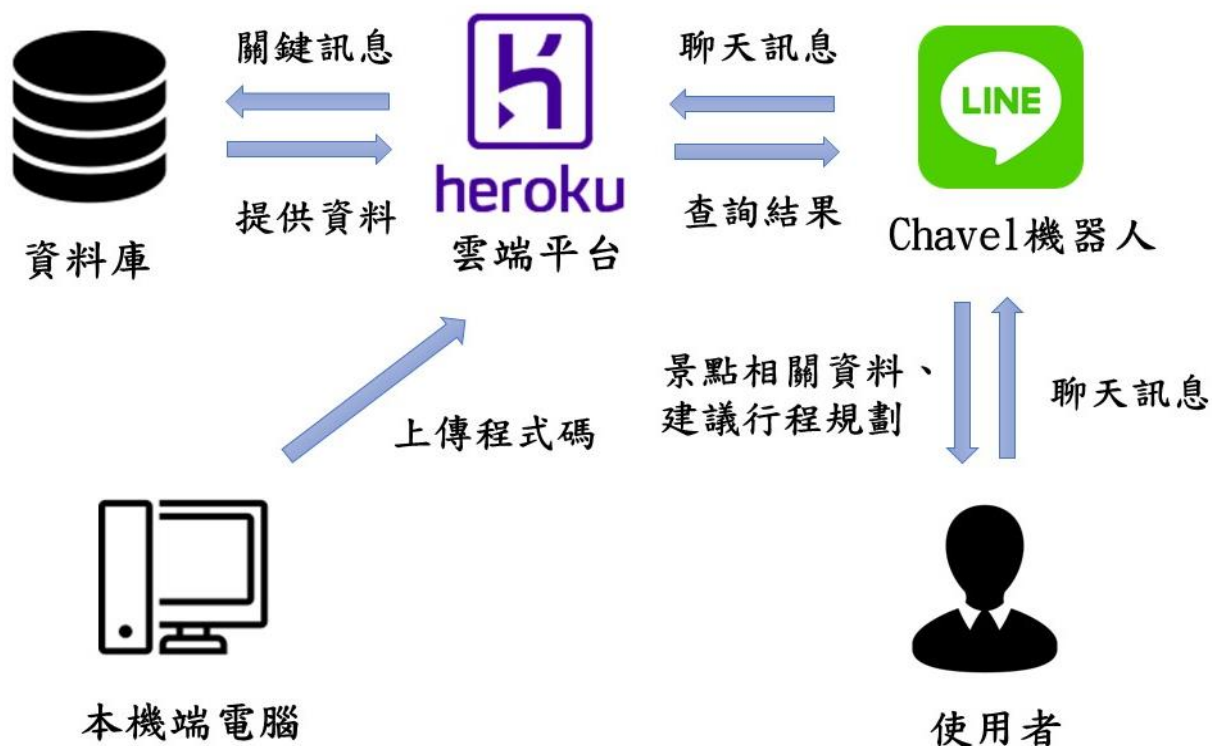 關鍵訊息
聊天訊息
LINE
heroku
提供資料
查詢結果
資料庫
雲端平台
Chavel機器人
景點相關資料、
建議行程規劃
聊天訊息
上傳程式碼
本機端電腦
使用者